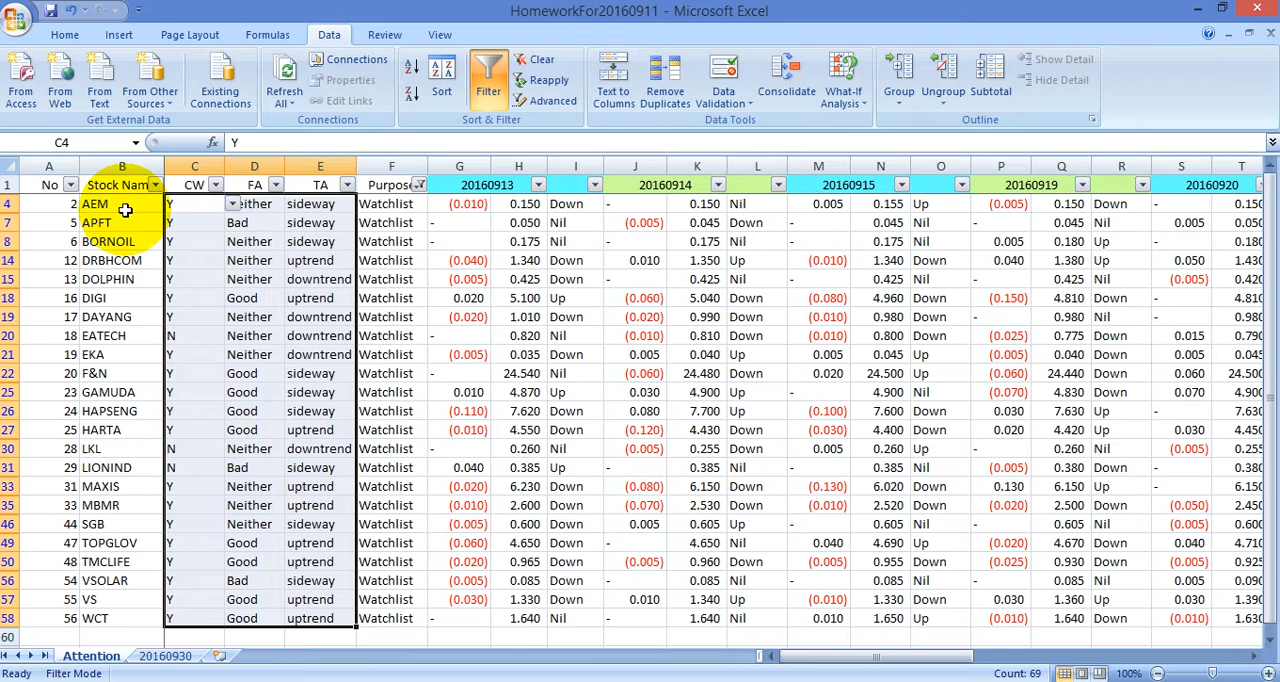 HomeworkFor20160911 - Microsoft Excel
Home Insert Page Layout Formulas Data Review View
From Access
From Web
From Text
From Other Sources
Existing Connections
Get External Data
Refresh All
Connections
Properties
Edit Links
Connections
Sort
Filter
Clear
Reapply
Advanced
Sort & Filter
Text to Columns
Remove Duplicates
Data Validation
Consolidate
What-If Analysis
Data Tools
Group
Ungroup
Subtotal
Show Detail
Hide Detail
Outline
C4 fx Y
A B C D E F G H I J K L M N O P Q R S T
1 No Stock Nam CW FA TA Purpose 20160913 20160914 20160915 20160919 20160920
4 2 AEM Y either sideway Watchlist (0.010) 0.150 Down - 0.150 Nil 0.005 0.155 Up (0.005) 0.150 Down - 0.150
7 5 APFT Y Bad sideway Watchlist - 0.050 Nil (0.005) 0.045 Down - 0.045 Nil - 0.045 Nil 0.005 0.050
8 6 BORNOIL Y Neither sideway Watchlist - 0.175 Nil - 0.175 Nil - 0.175 Nil 0.005 0.180 Up - 0.180
14 12 DRBHCOM Y Neither uptrend Watchlist (0.040) 1.340 Down 0.010 1.350 Up (0.010) 1.340 Down 0.040 1.380 Up 0.050 1.430
15 13 DOLPHIN Y Neither downtrend Watchlist (0.005) 0.425 Down - 0.425 Nil - 0.425 Nil - 0.425 Nil (0.005) 0.420
18 16 DIGI Y Good uptrend Watchlist 0.020 5.100 Up (0.060) 5.040 Down (0.080) 4.960 Down (0.150) 4.810 Down - 4.810
19 17 DAYANG Y Neither downtrend Watchlist (0.020) 1.010 Down (0.020) 0.990 Down (0.010) 0.980 Down - 0.980 Nil - 0.980
20 18 EATECH N Neither downtrend Watchlist - 0.820 Nil (0.010) 0.810 Down (0.010) 0.800 Down (0.025) 0.775 Down 0.015 0.790
21 19 EKA Y Neither downtrend Watchlist (0.005) 0.035 Down 0.005 0.040 Up 0.005 0.045 Up (0.005) 0.040 Down 0.005 0.045
22 20 F&N Y Good sideway Watchlist - 24.540 Nil (0.060) 24.480 Down 0.020 24.500 Up (0.060) 24.440 Down 0.060 24.500
25 23 GAMUDA Y Good sideway Watchlist 0.010 4.870 Up 0.030 4.900 Up - 4.900 Nil (0.070) 4.830 Down 0.070 4.900
26 24 HAPSENG Y Good sideway Watchlist (0.110) 7.620 Down 0.080 7.700 Up (0.100) 7.600 Down 0.030 7.630 Up - 7.630
27 25 HARTA Y Good uptrend Watchlist (0.010) 4.550 Down (0.120) 4.430 Down (0.030) 4.400 Down 0.020 4.420 Up 0.030 4.450
30 28 LKL N Neither downtrend Watchlist - 0.260 Nil (0.005) 0.255 Down 0.005 0.260 Up - 0.260 Nil (0.005) 0.255
31 29 LIONIND N Bad sideway Watchlist 0.040 0.385 Up - 0.385 Nil - 0.385 Nil (0.005) 0.380 Down - 0.380
33 31 MAXIS Y Neither uptrend Watchlist (0.020) 6.230 Down (0.080) 6.150 Down (0.130) 6.020 Down 0.130 6.150 Up - 6.150
35 33 MBMR Y Neither uptrend Watchlist (0.010) 2.600 Down (0.070) 2.530 Down (0.010) 2.520 Down (0.020) 2.500 Down (0.050) 2.450
46 44 SGB Y Neither sideway Watchlist (0.005) 0.600 Down 0.005 0.605 Up - 0.605 Nil - 0.605 Nil (0.005) 0.600
49 47 TOPGLOV Y Good uptrend Watchlist (0.060) 4.650 Down - 4.650 Nil 0.040 4.690 Up (0.020) 4.670 Down 0.040 4.710
50 48 TMCLIFE Y Good uptrend Watchlist (0.020) 0.965 Down (0.005) 0.960 Down (0.005) 0.955 Down (0.025) 0.930 Down (0.005) 0.925
56 54 VSOLAR Y Bad sideway Watchlist (0.005) 0.085 Down - 0.085 Nil - 0.085 Nil - 0.085 Nil 0.005 0.090
57 55 VS Y Good uptrend Watchlist (0.030) 1.330 Down 0.010 1.340 Up (0.010) 1.330 Down 0.030 1.360 Up 0.030 1.390
58 56 WCT Y Good uptrend Watchlist - 1.640 Nil - 1.640 Nil 0.010 1.650 Up (0.010) 1.640 Down (0.010) 1.630
60
Attention 20160930
Ready Filter Mode Count: 69 100%